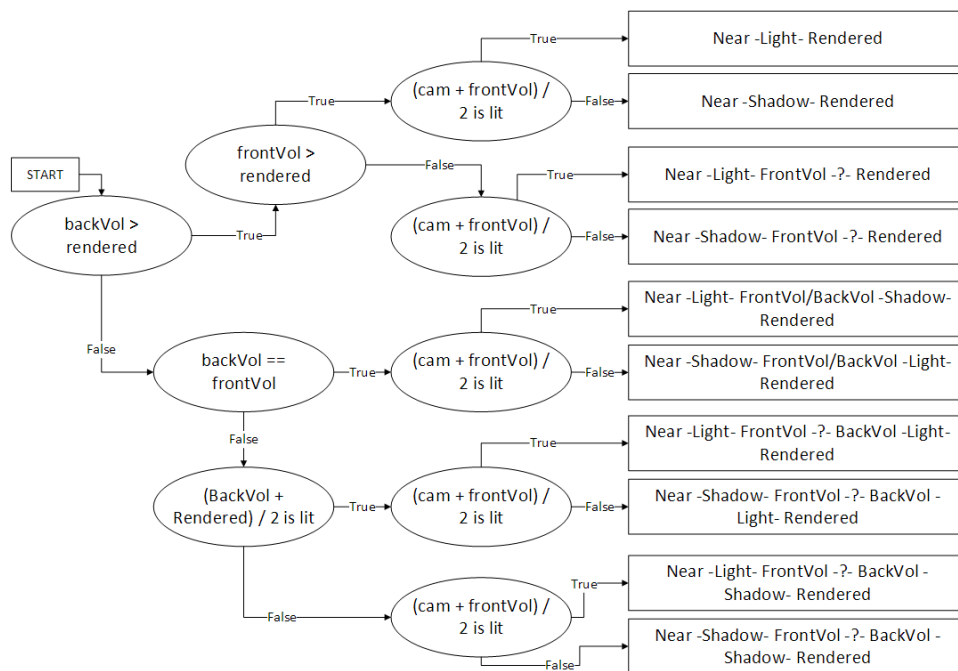 True
Near -Light- Rendered
(cam + frontVol) /
2 is lit
True
False
Near -Shadow- Rendered
frontVol >
rendered
False
True
Near -Light- FrontVol -?- Rendered
START
(cam + frontVol) /
2 is lit
backVol >
rendered
True
False
Near -Shadow- FrontVol -?- Rendered
Near -Light- FrontVol/BackVol -Shadow-
Rendered
True
False
backVol ==
frontVol
True
(cam + frontVol) /
2 is lit
False
Near -Shadow- FrontVol/BackVol -Light-
Rendered
False
True
Near -Light- FrontVol -?- BackVol -Light-
Rendered
(BackVol +
Rendered) / 2 is lit
True
(cam + frontVol) /
2 is lit
False
Near -Shadow- FrontVol -?- BackVol -
Light- Rendered
True
Near -Light- FrontVol -?- BackVol -
Shadow- Rendered
False
(cam + frontVol) /
2 is lit
False
Near -Shadow- FrontVol -?- BackVol -
Shadow- Rendered